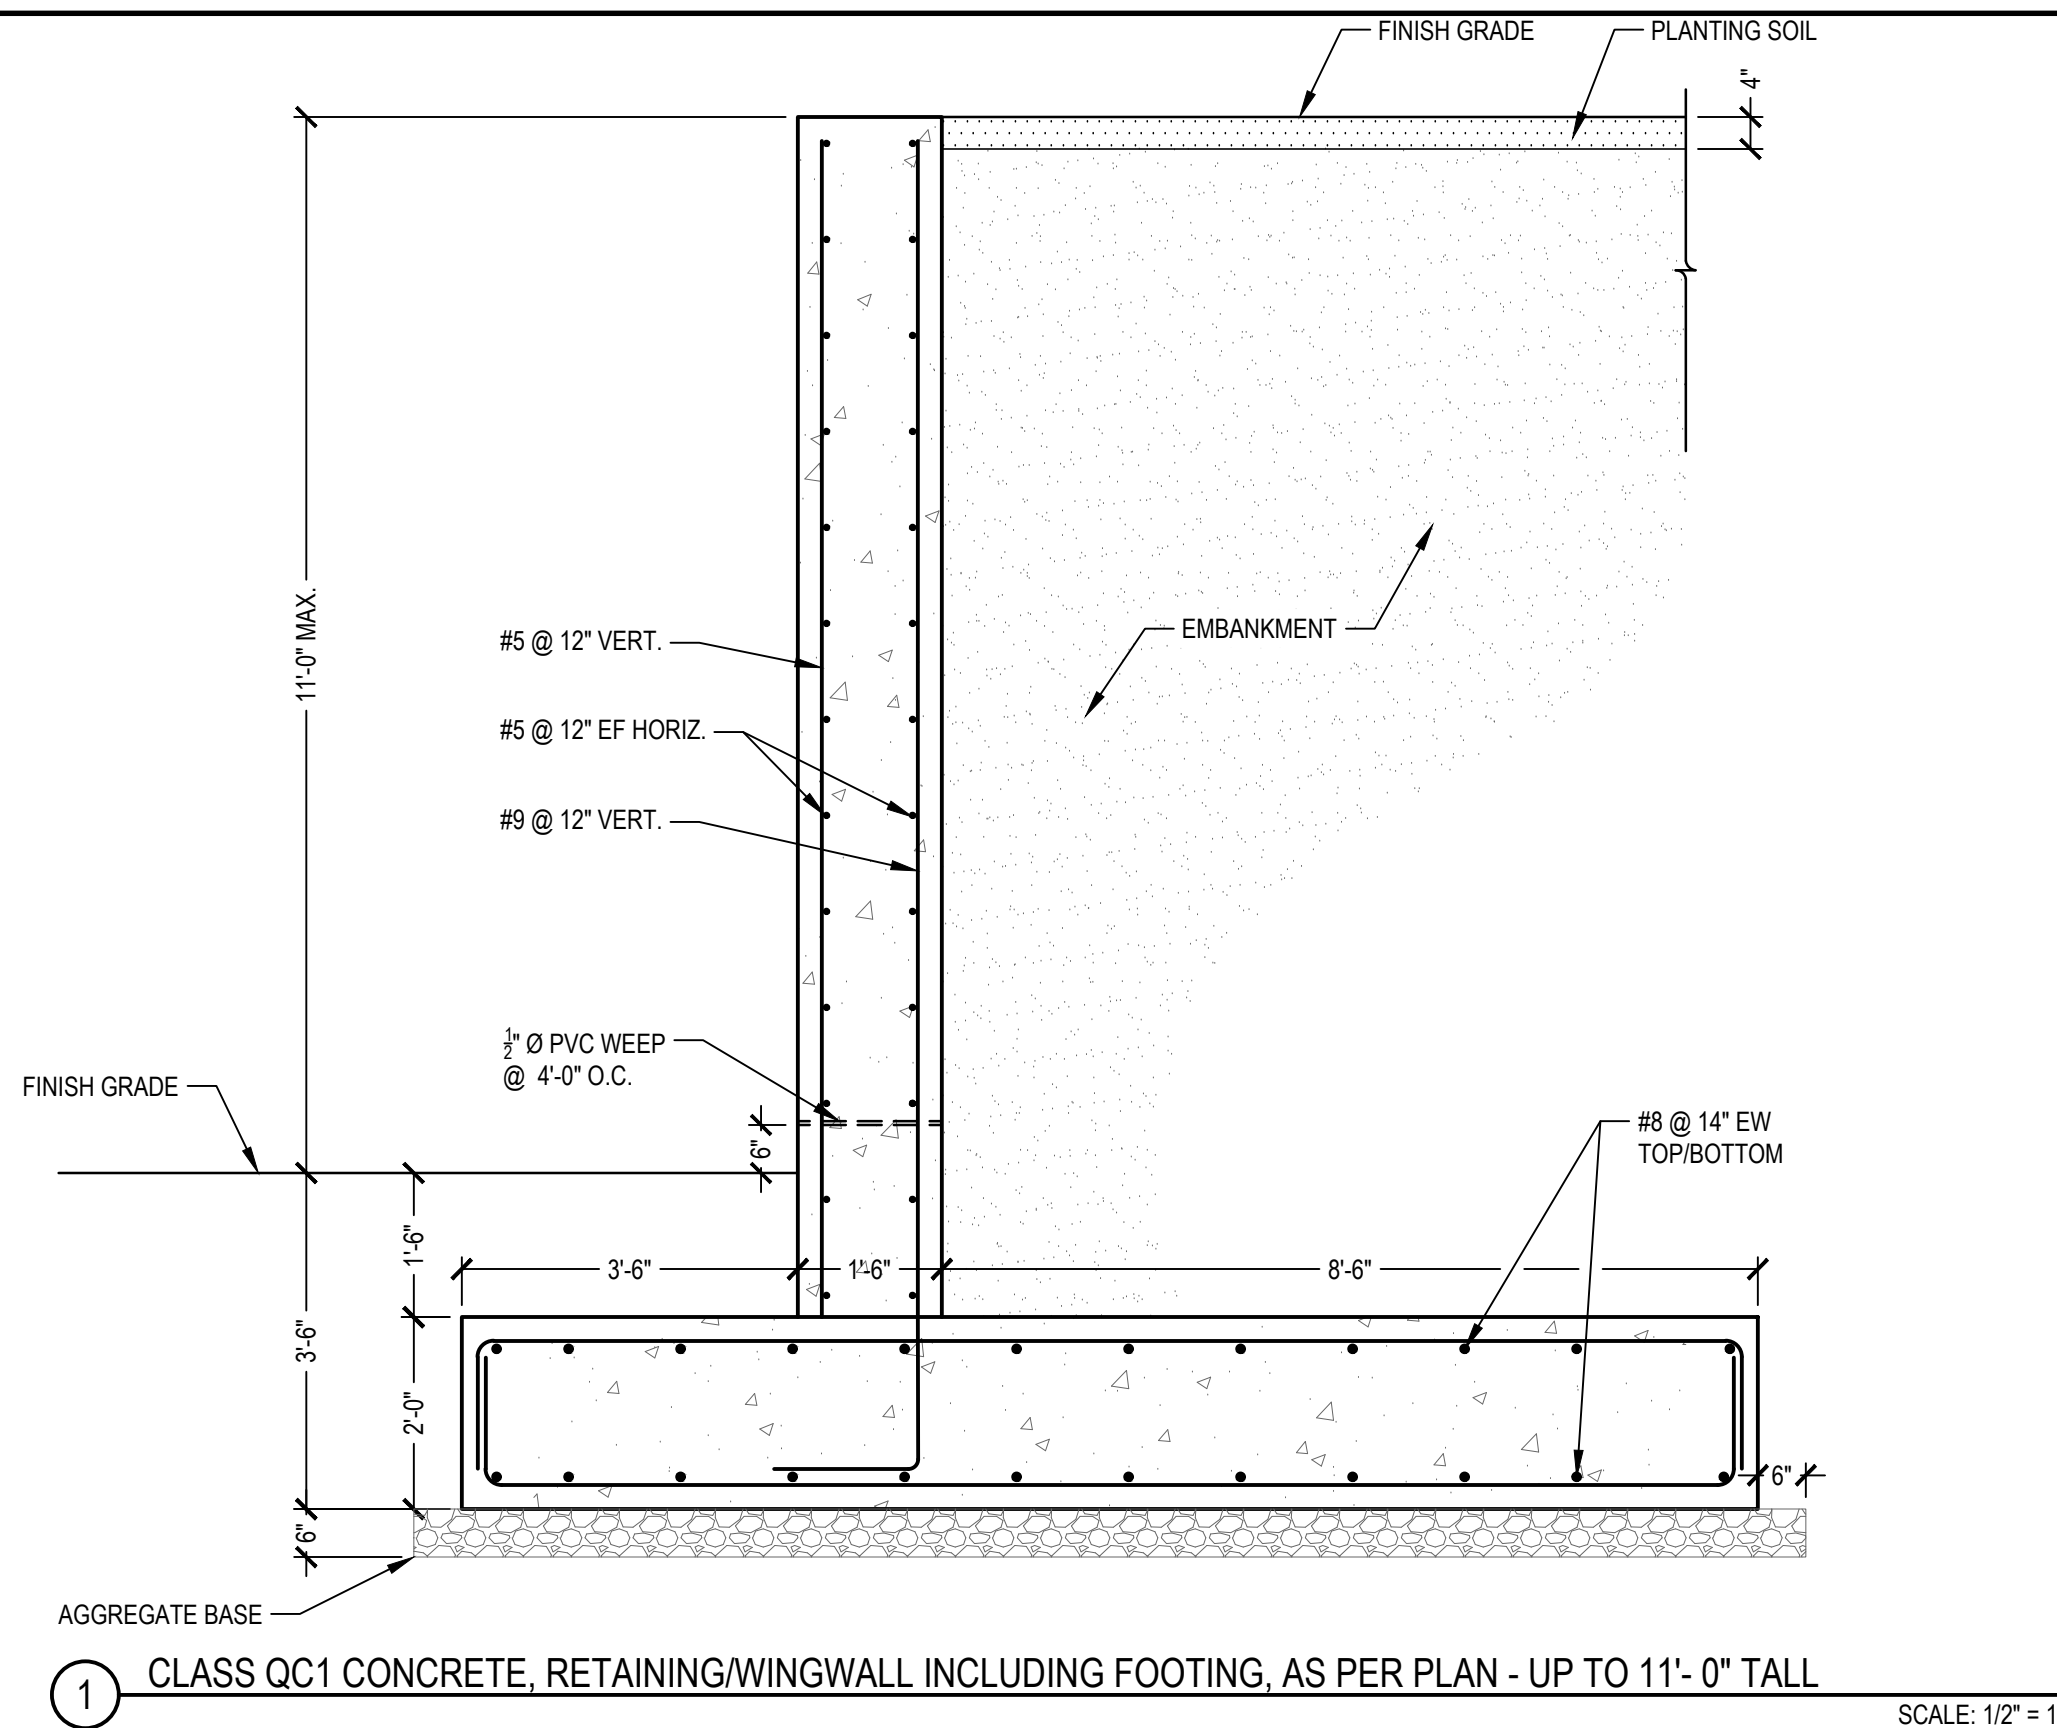 FINISH GRADE
PLANTING SOIL
4"
11'-0" MAX.
#5 @ 12" VERT.
EMBANKMENT
#5 @ 12" EF HORIZ.
#9 @ 12" VERT.
½" Ø PVC WEEP
@ 4'-0" O.C.
FINISH GRADE
6"
#8 @ 14" EW
TOP/BOTTOM
1'-6"
3'-6"
1'-6"
8'-6"
3'-6"
2'-0"
6"
6"
AGGREGATE BASE
1
CLASS QC1 CONCRETE, RETAINING/WINGWALL INCLUDING FOOTING, AS PER PLAN - UP TO 11'- 0" TALL
SCALE: 1/2" = 1